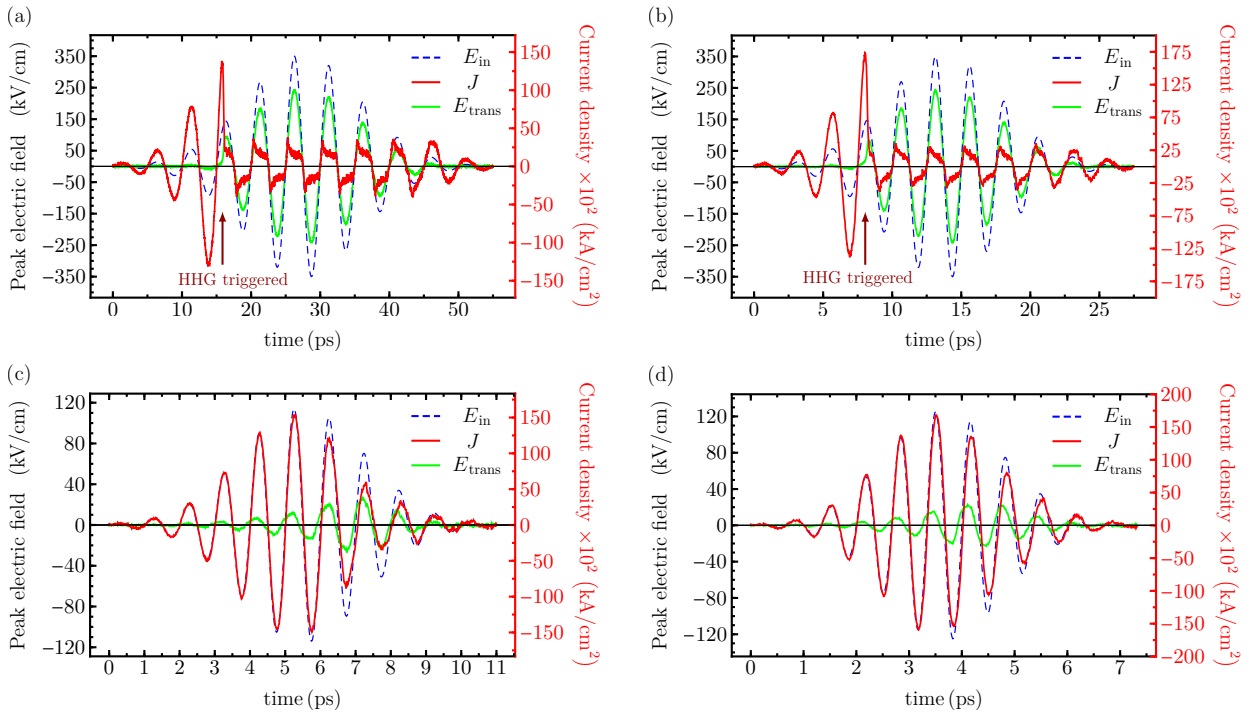 (a)
Peak electric field (kV/cm)
350
250
150
50
−50
−150
−250
−350
0 10 20 30 40 50
time (ps)
E_in
J
E_trans
HHG triggered
150
100
50
0
−50
−100
−150
Current density ×10² (kA/cm²)
(b)
Peak electric field (kV/cm)
350
250
150
50
−50
−150
−250
−350
0 5 10 15 20 25
time (ps)
E_in
J
E_trans
HHG triggered
175
125
75
25
−25
−75
−125
−175
Current density ×10² (kA/cm²)
(c)
Peak electric field (kV/cm)
120
80
40
0
−40
−80
−120
0 1 2 3 4 5 6 7 8 9 10 11
time (ps)
E_in
J
E_trans
150
100
50
0
−50
−100
−150
Current density ×10² (kA/cm²)
(d)
Peak electric field (kV/cm)
120
80
40
0
−40
−80
−120
0 1 2 3 4 5 6 7
time (ps)
E_in
J
E_trans
200
150
100
50
0
−50
−100
−150
−200
Current density ×10² (kA/cm²)